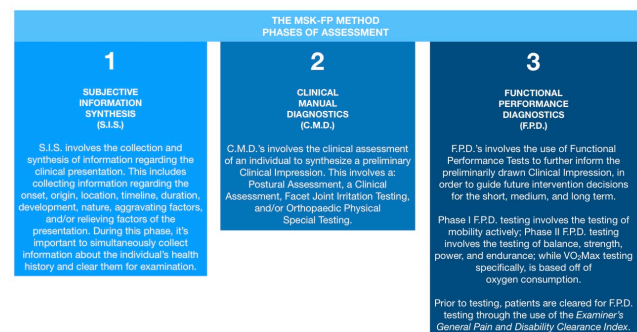 THE MSK-FP METHOD
PHASES OF ASSESSMENT
1
SUBJECTIVE
INFORMATION
SYNTHESIS
(S.I.S.)
S.I.S. involves the collection and
synthesis of information regarding the
clinical presentation. This includes
collecting information regarding the
onset, origin, location, timeline, duration,
development, nature, aggravating factors,
and/or relieving factors of the
presentation. During this phase, it's
important to simultaneously collect
information about the individual's health
history and clear them for examination.
2
CLINICAL
MANUAL
DIAGNOSTICS
(C.M.D.)
C.M.D.'s involves the clinical assessment
of an individual to synthesize a preliminary
Clinical Impression. This involves a:
Postural Assessment, a Clinical
Assessment, Facet Joint Irritation Testing,
and/or Orthopaedic Physical
Special Testing.
3
FUNCTIONAL
PERFORMANCE
DIAGNOSTICS
(F.P.D.)
F.P.D.'s involves the use of Functional
Performance Tests to further inform the
preliminarily drawn Clinical Impression, in
order to guide future intervention decisions
for the short, medium, and long term.
Phase I F.P.D. testing involves the testing of
mobility actively; Phase II F.P.D. testing
involves the testing of balance, strength,
power, and endurance; while VO₂Max testing
specifically, is based off of
oxygen consumption.
Prior to testing, patients are cleared for F.P.D.
testing through the use of the Examiner's
General Pain and Disability Clearance Index.